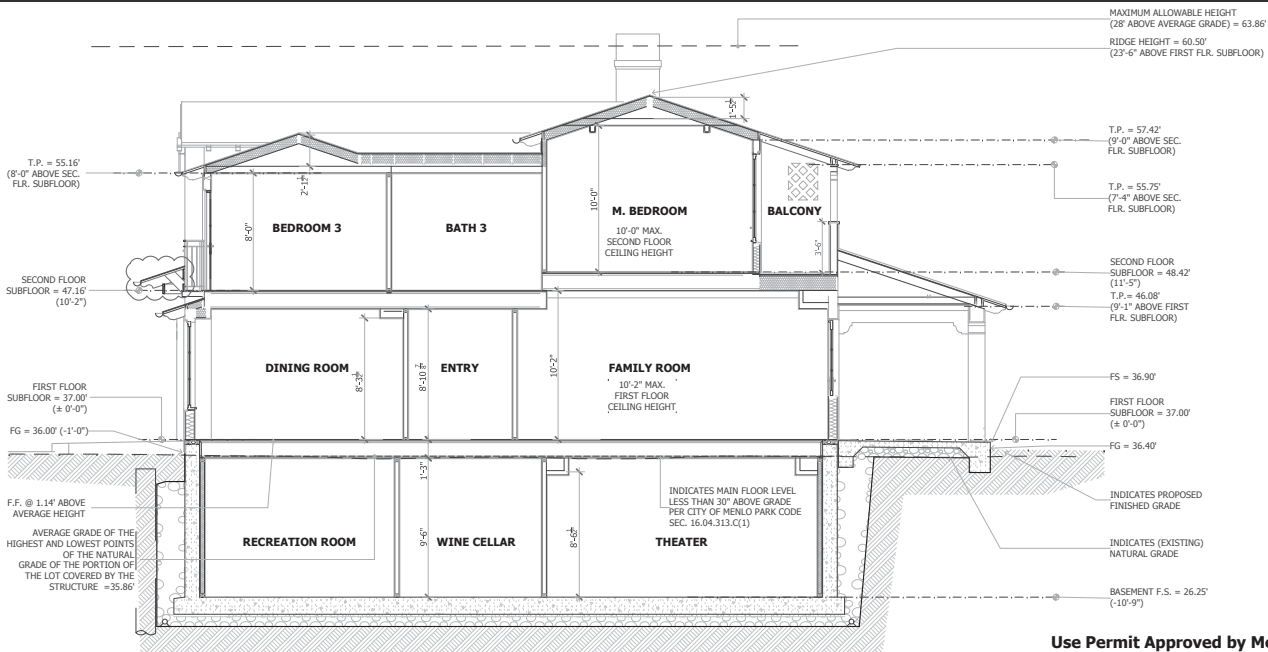 MAXIMUM ALLOWABLE HEIGHT
(28' ABOVE AVERAGE GRADE) = 63.86'
RIDGE HEIGHT = 60.50'
(23'-6" ABOVE FIRST FLR. SUBFLOOR)
T.P. = 57.42'
(9'-0" ABOVE SEC.
FLR. SUBFLOOR)
T.P. = 55.75'
(7'-4" ABOVE SEC.
FLR. SUBFLOOR)
T.P. = 55.16'
(8'-0" ABOVE SEC.
FLR. SUBFLOOR)
8'-0"
BEDROOM 3
BATH 3
10'-0"
M. BEDROOM
10'-0" MAX.
SECOND FLOOR
CEILING HEIGHT
BALCONY
3'-6"
SECOND FLOOR
SUBFLOOR = 47.16'
(10'-2")
SECOND FLOOR
SUBFLOOR = 48.42'
(11'-5")
T.P.= 46.08'
(9'-1" ABOVE FIRST
FLR. SUBFLOOR)
DINING ROOM
8'-10 7/8"
ENTRY
10'-2"
FAMILY ROOM
10'-2" MAX.
FIRST FLOOR
CEILING HEIGHT
FIRST FLOOR
SUBFLOOR = 37.00'
(± 0'-0")
FG = 36.00' (-1'-0")
FS = 36.90'
FIRST FLOOR
SUBFLOOR = 37.00'
(± 0'-0")
FG = 36.40'
F.F. @ 1.14' ABOVE
AVERAGE HEIGHT
AVERAGE GRADE OF THE
HIGHEST AND LOWEST POINTS
OF THE NATURAL
GRADE OF THE PORTION OF
THE LOT COVERED BY THE
STRUCTURE =35.86'
1'-3"
9'-6"
RECREATION ROOM
WINE CELLAR
THEATER
INDICATES MAIN FLOOR LEVEL
LESS THAN 30" ABOVE GRADE
PER CITY OF MENLO PARK CODE
SEC. 16.04.313.C(1)
INDICATES PROPOSED
FINISHED GRADE
INDICATES (EXISTING)
NATURAL GRADE
BASEMENT F.S. = 26.25'
(-10'-9")
Use Permit Approved by Me